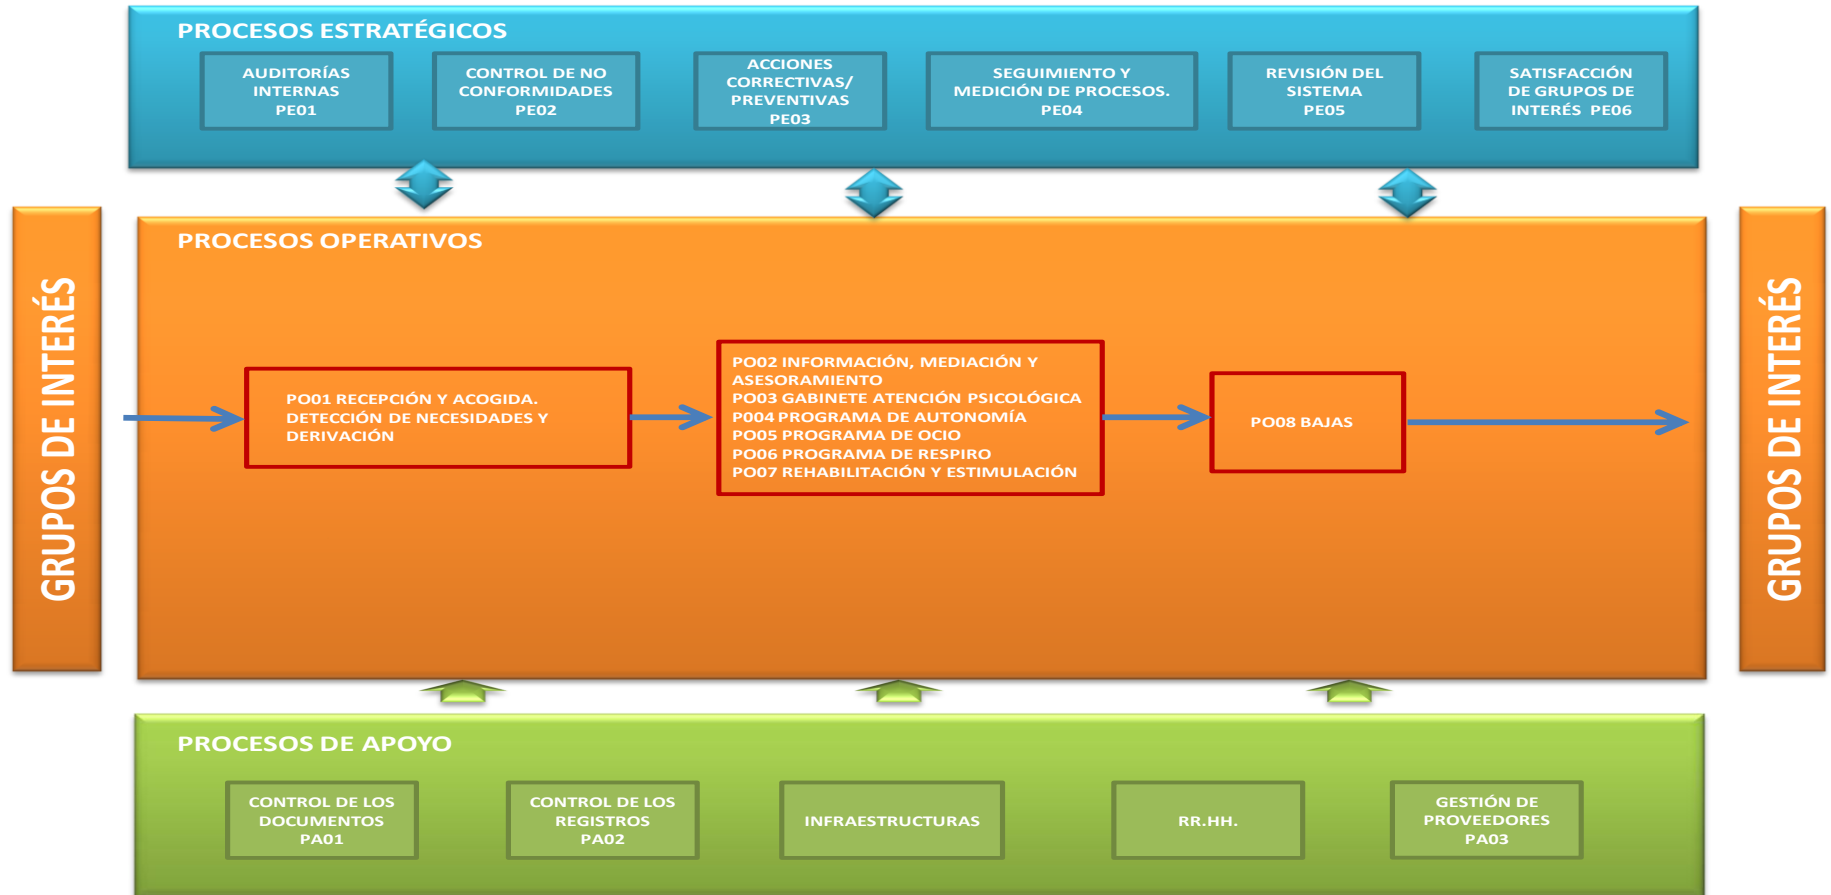 PROCESOS ESTRATÉGICOS
AUDITORÍAS
INTERNAS
PE01
CONTROL DE NO
CONFORMIDADES
PE02
ACCIONES
CORRECTIVAS/
PREVENTIVAS
PE03
SEGUIMIENTO Y
MEDICIÓN DE PROCESOS.
PE04
REVISIÓN DEL
SISTEMA
PE05
SATISFACCIÓN
DE GRUPOS DE
INTERÉS PE06
GRUPOS DE INTERÉS
PROCESOS OPERATIVOS
PO01 RECEPCIÓN Y ACOGIDA.
DETECCIÓN DE NECESIDADES Y
DERIVACIÓN
PO02 INFORMACIÓN, MEDIACIÓN Y
ASESORAMIENTO
PO03 GABINETE ATENCIÓN PSICOLÓGICA
P004 PROGRAMA DE AUTONOMÍA
PO05 PROGRAMA DE OCIO
PO06 PROGRAMA DE RESPIRO
PO07 REHABILITACIÓN Y ESTIMULACIÓN
PO08 BAJAS
GRUPOS DE INTERÉS
PROCESOS DE APOYO
CONTROL DE LOS
DOCUMENTOS
PA01
CONTROL DE LOS
REGISTROS
PA02
INFRAESTRUCTURAS
RR.HH.
GESTIÓN DE
PROVEEDORES
PA03